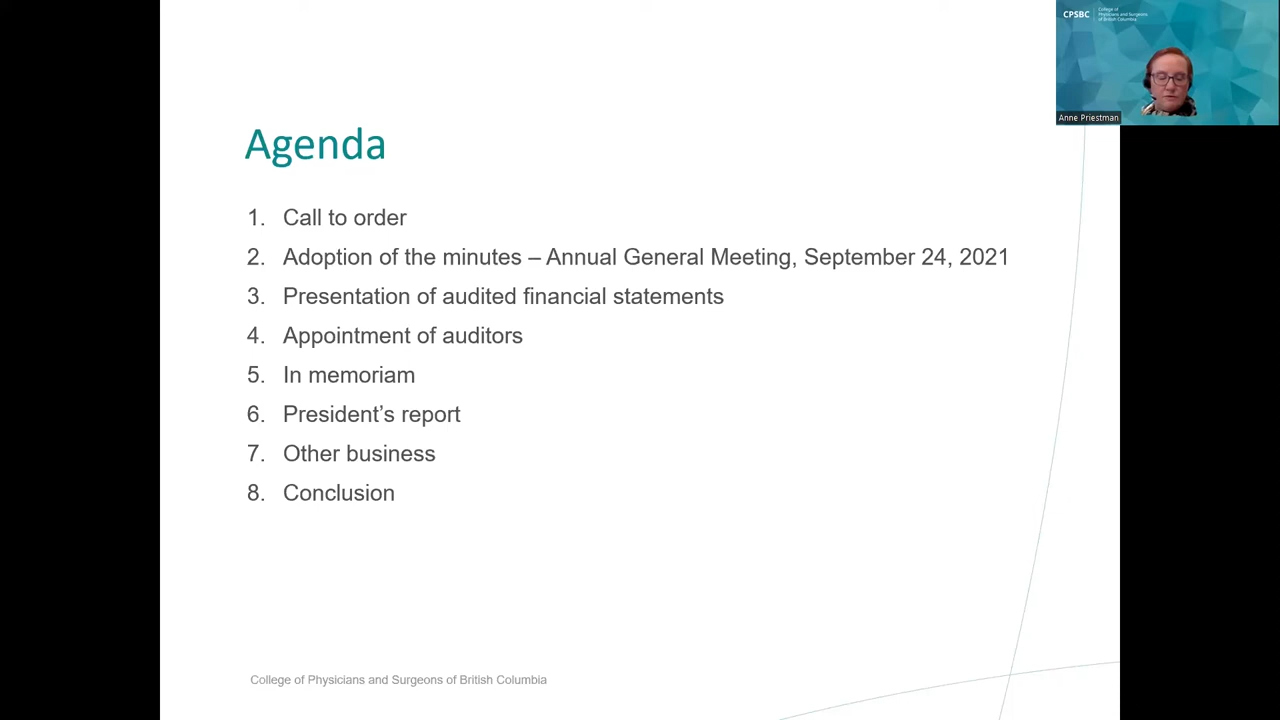 CPSBC
College of
Physicians and Surgeons
of British Columbia
Anne Priestman
Agenda
1. Call to order
2. Adoption of the minutes – Annual General Meeting, September 24, 2021
3. Presentation of audited financial statements
4. Appointment of auditors
5. In memoriam
6. President’s report
7. Other business
8. Conclusion
College of Physicians and Surgeons of British Columbia